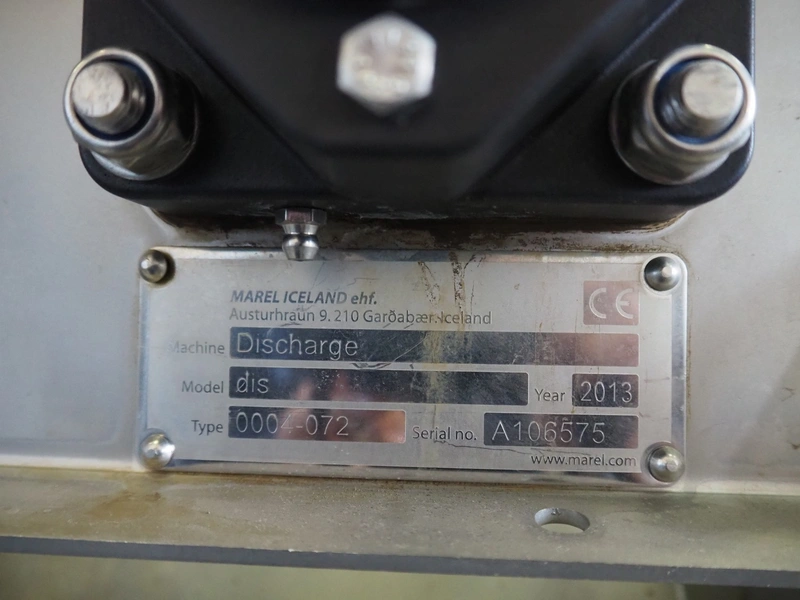 MAREL ICELAND ehf.
Austurhraun 9. 210 Garðabær. Iceland
CE
Machine Discharge
Model dis Year 2013
Type 0004-072 Serial no. A106575
www.marel.com